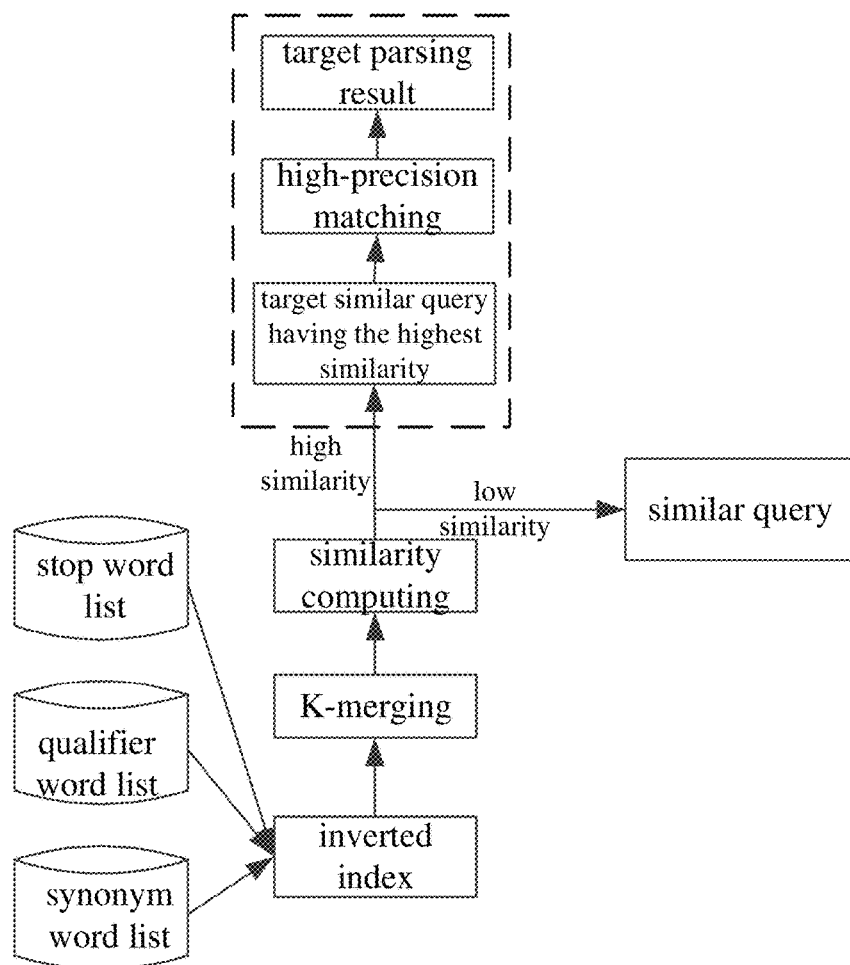 target parsing
result
high-precision
matching
target similar query
having the highest
similarity
high
similarity
low
similarity
similar query
similarity
computing
stop word
list
K-merging
qualifier
word list
inverted
index
synonym
word list